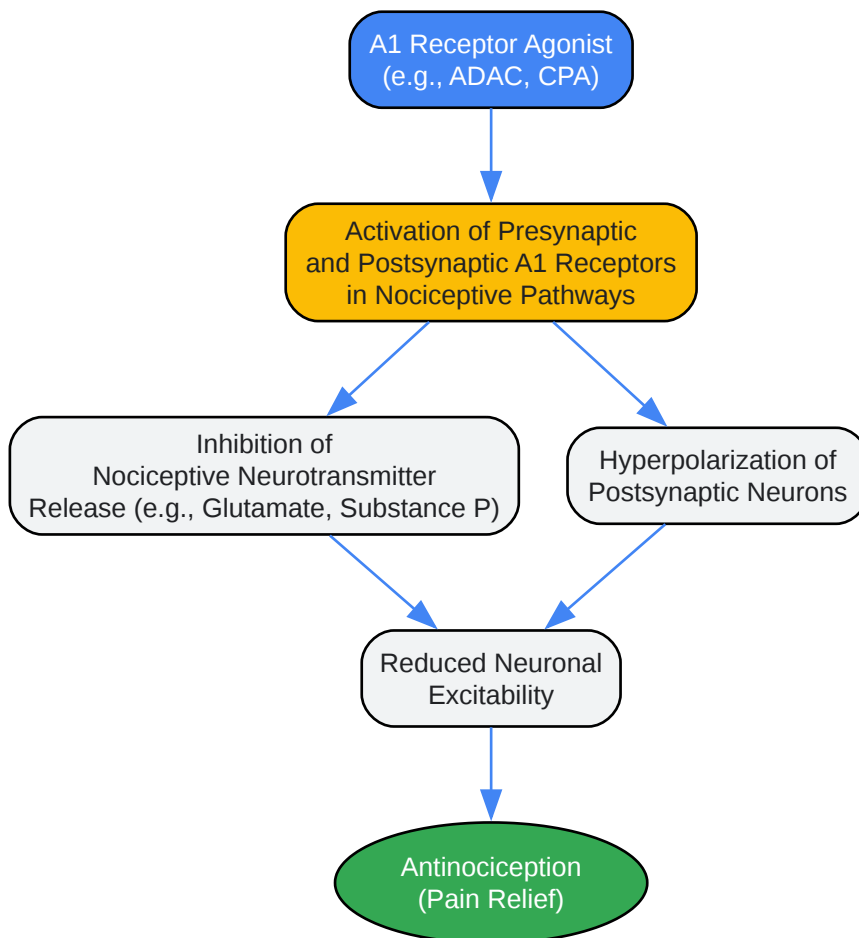 A1 Receptor Agonist
(e.g., ADAC, CPA)
Activation of Presynaptic
and Postsynaptic A1 Receptors
in Nociceptive Pathways
Inhibition of
Nociceptive Neurotransmitter
Release (e.g., Glutamate, Substance P)
Hyperpolarization of
Postsynaptic Neurons
Reduced Neuronal
Excitability
Antinociception
(Pain Relief)